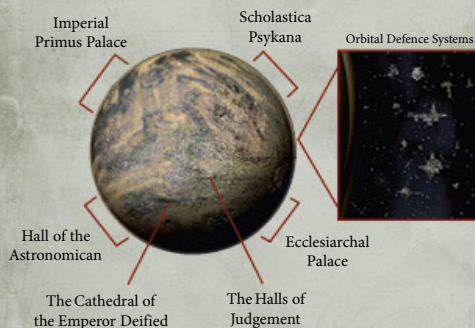 Imperial
Primus Palace
Scholastica
Psykana
Orbital Defence Systems
Hall of the
Astronomican
Ecclesiarchal
Palace
The Cathedral of
the Emperor Deified
The Halls of
Judgement